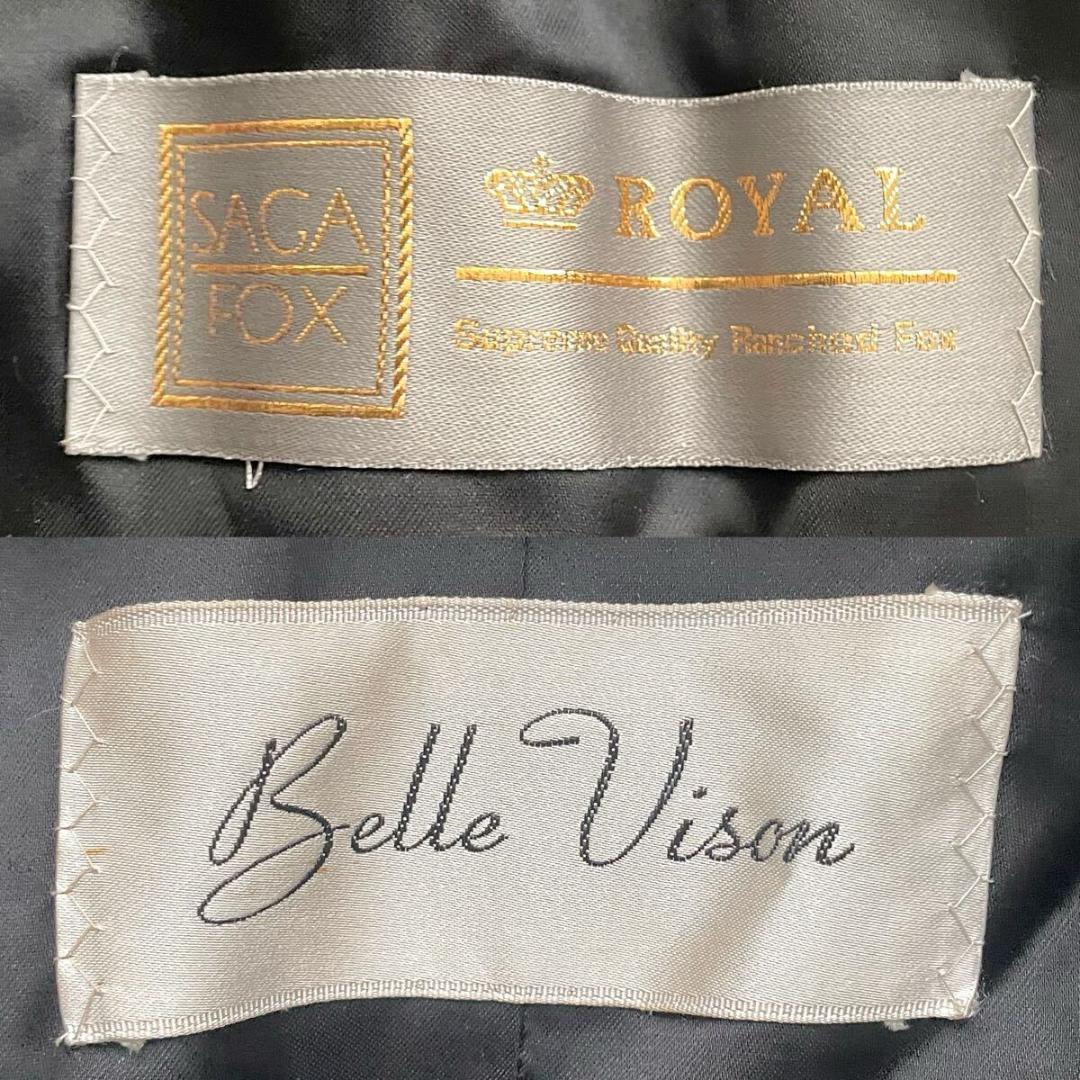 SAGA
FOX
ROYAL
Supreme Quality Ranched Fox
Belle Vison